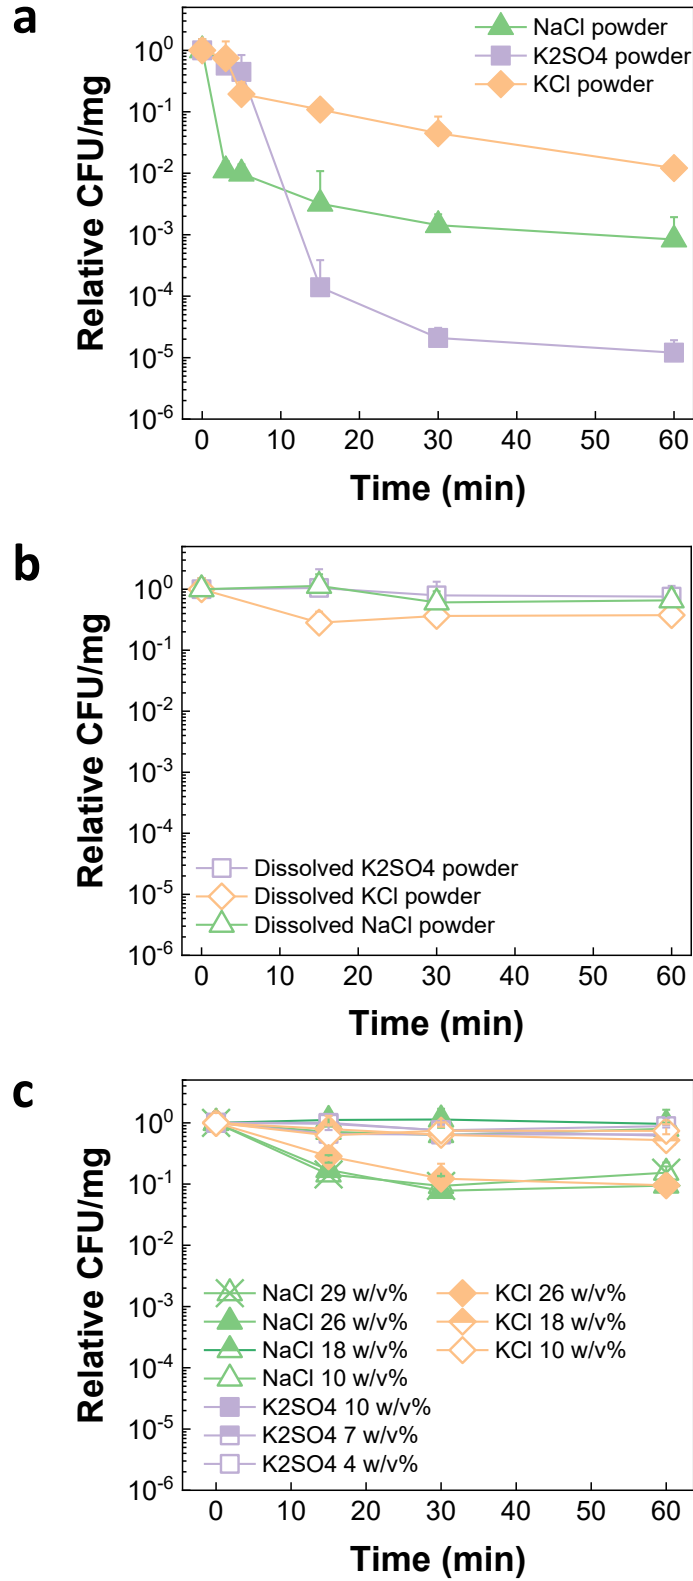 a
NaCl powder
K2SO4 powder
KCl powder
10^0
10^-1
10^-2
10^-3
10^-4
10^-5
10^-6
Relative CFU/mg
0 10 20 30 40 50 60
Time (min)
b
10^0
10^-1
10^-2
10^-3
10^-4
10^-5
10^-6
Relative CFU/mg
Dissolved K2SO4 powder
Dissolved KCl powder
Dissolved NaCl powder
0 10 20 30 40 50 60
Time (min)
c
10^0
10^-1
10^-2
10^-3
10^-4
10^-5
10^-6
Relative CFU/mg
NaCl 29 w/v% KCl 26 w/v%
NaCl 26 w/v% KCl 18 w/v%
NaCl 18 w/v% KCl 10 w/v%
NaCl 10 w/v%
K2SO4 10 w/v%
K2SO4 7 w/v%
K2SO4 4 w/v%
0 10 20 30 40 50 60
Time (min)